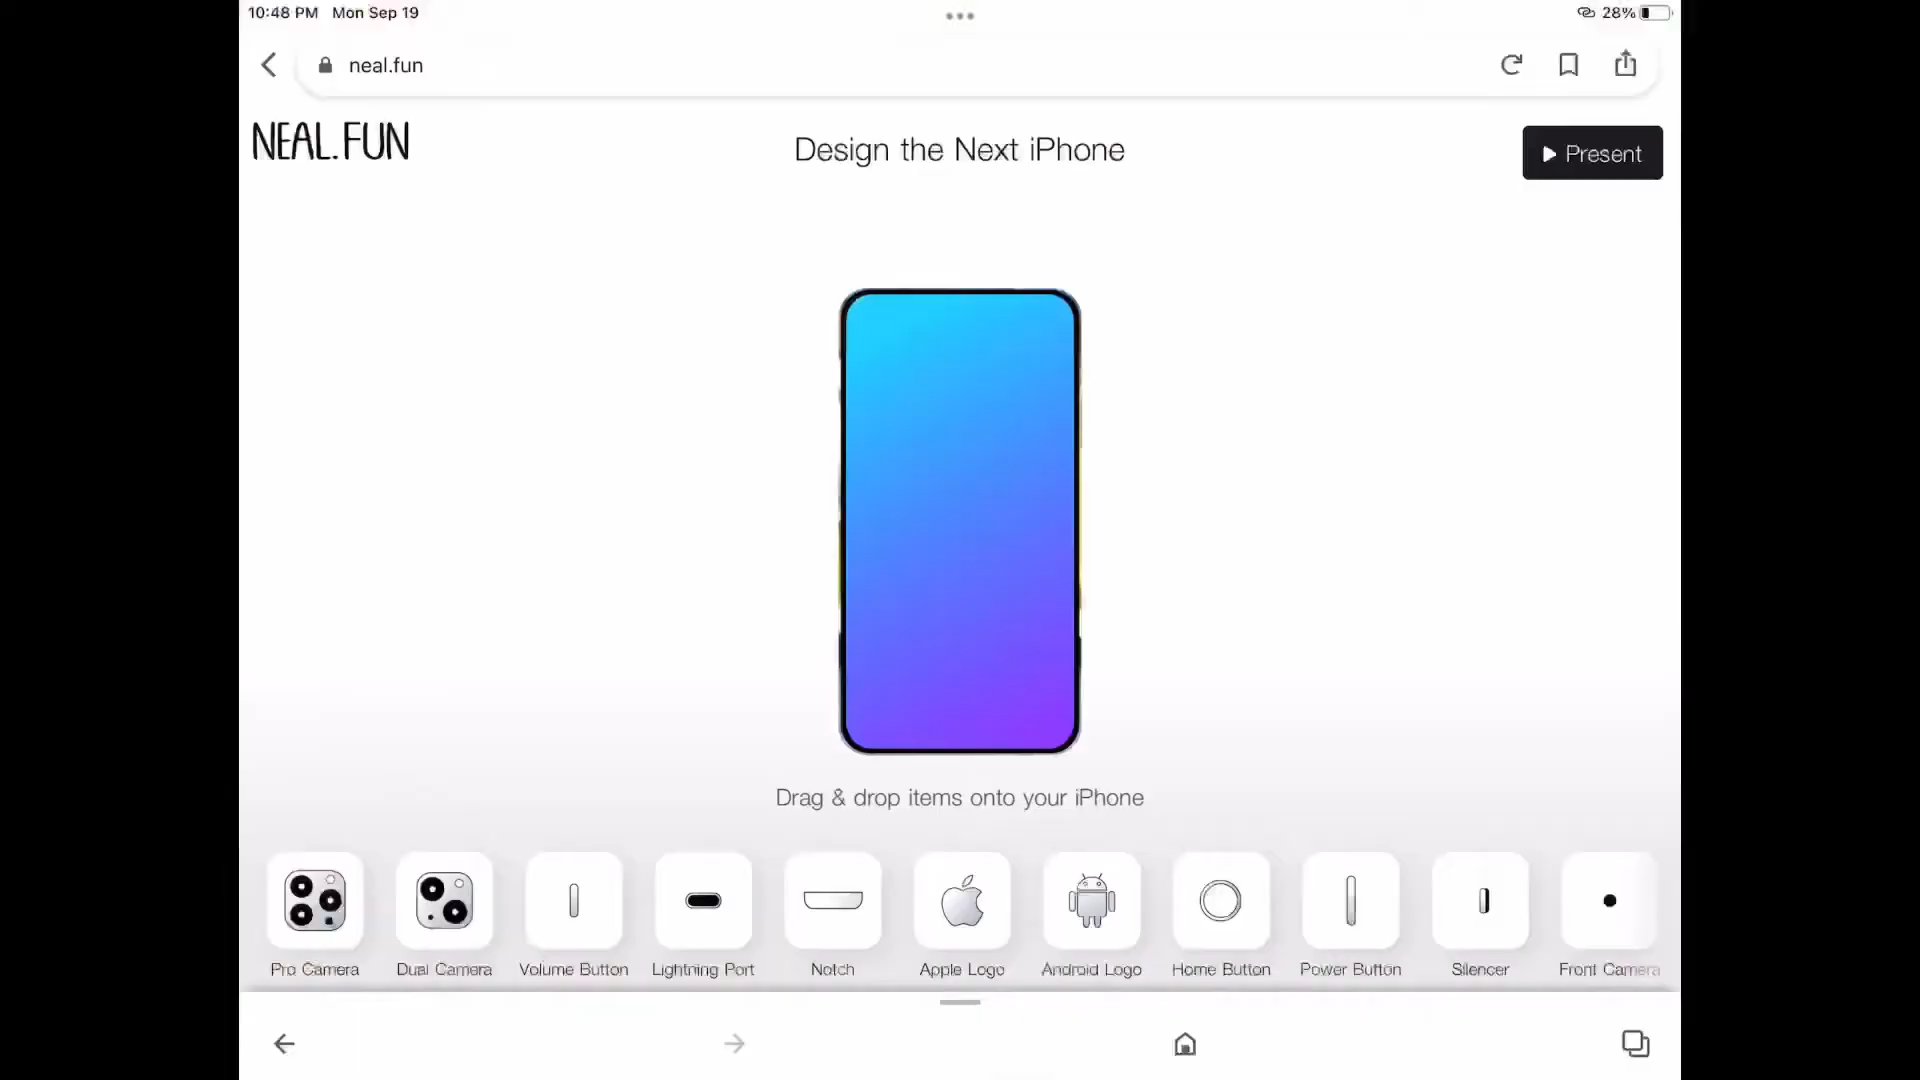 10:48 PM Mon Sep 19
28%
neal.fun
NEAL.FUN
Design the Next iPhone
Present
Drag & drop items onto your iPhone
Pro Camera
Dual Camera
Volume Button
Lightning Port
Notch
Apple Logo
Android Logo
Home Button
Power Button
Silencer
Front Camera